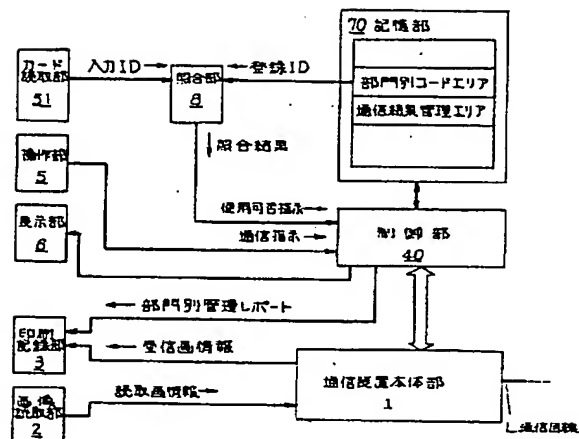 70 記憶部
部門別コードエリア
通信結果管理エリア
カード
読取部
51
入力ID
照合部
8
登録ID
照合結果
操作部
5
使用可否指示
通信指示
制御部
40
表示部
6
部門別管理レポート
印刷
記録部
3
受信画情報
画像
読取部
2
読取画情報
通信装置本体部
1
通信回線